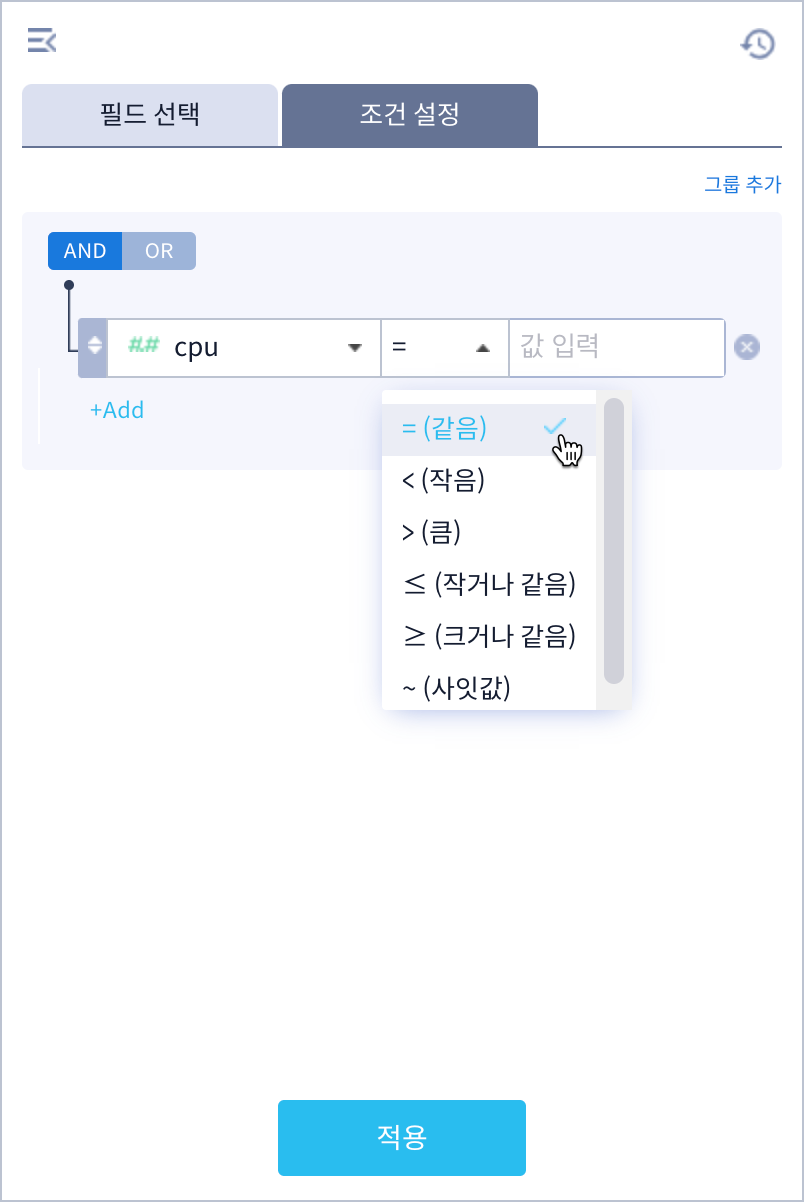 필드 선택 조건 설정
그룹 추가
AND OR
#.# cpu = 값 입력
+Add
= (같음)
< (작음)
> (큼)
≤ (작거나 같음)
≥ (크거나 같음)
~ (사잇값)
적용